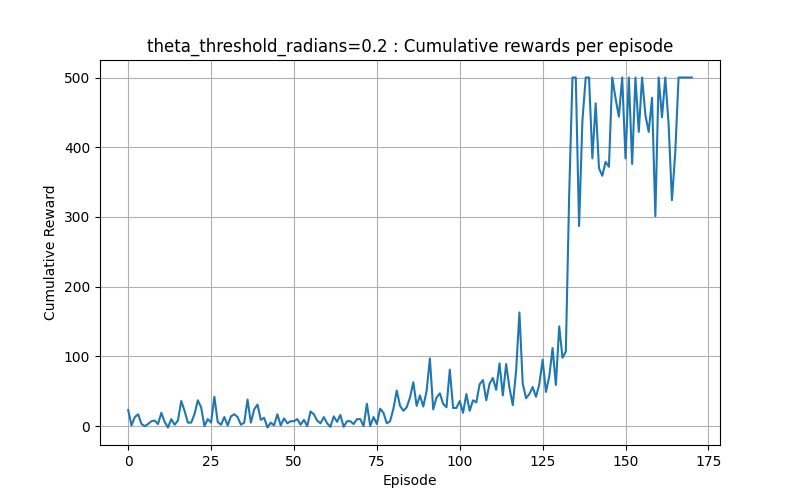 theta_threshold_radians=0.2 : Cumulative rewards per episode
500
400
300
200
100
0
Cumulative Reward
0 25 50 75 100 125 150 175
Episode